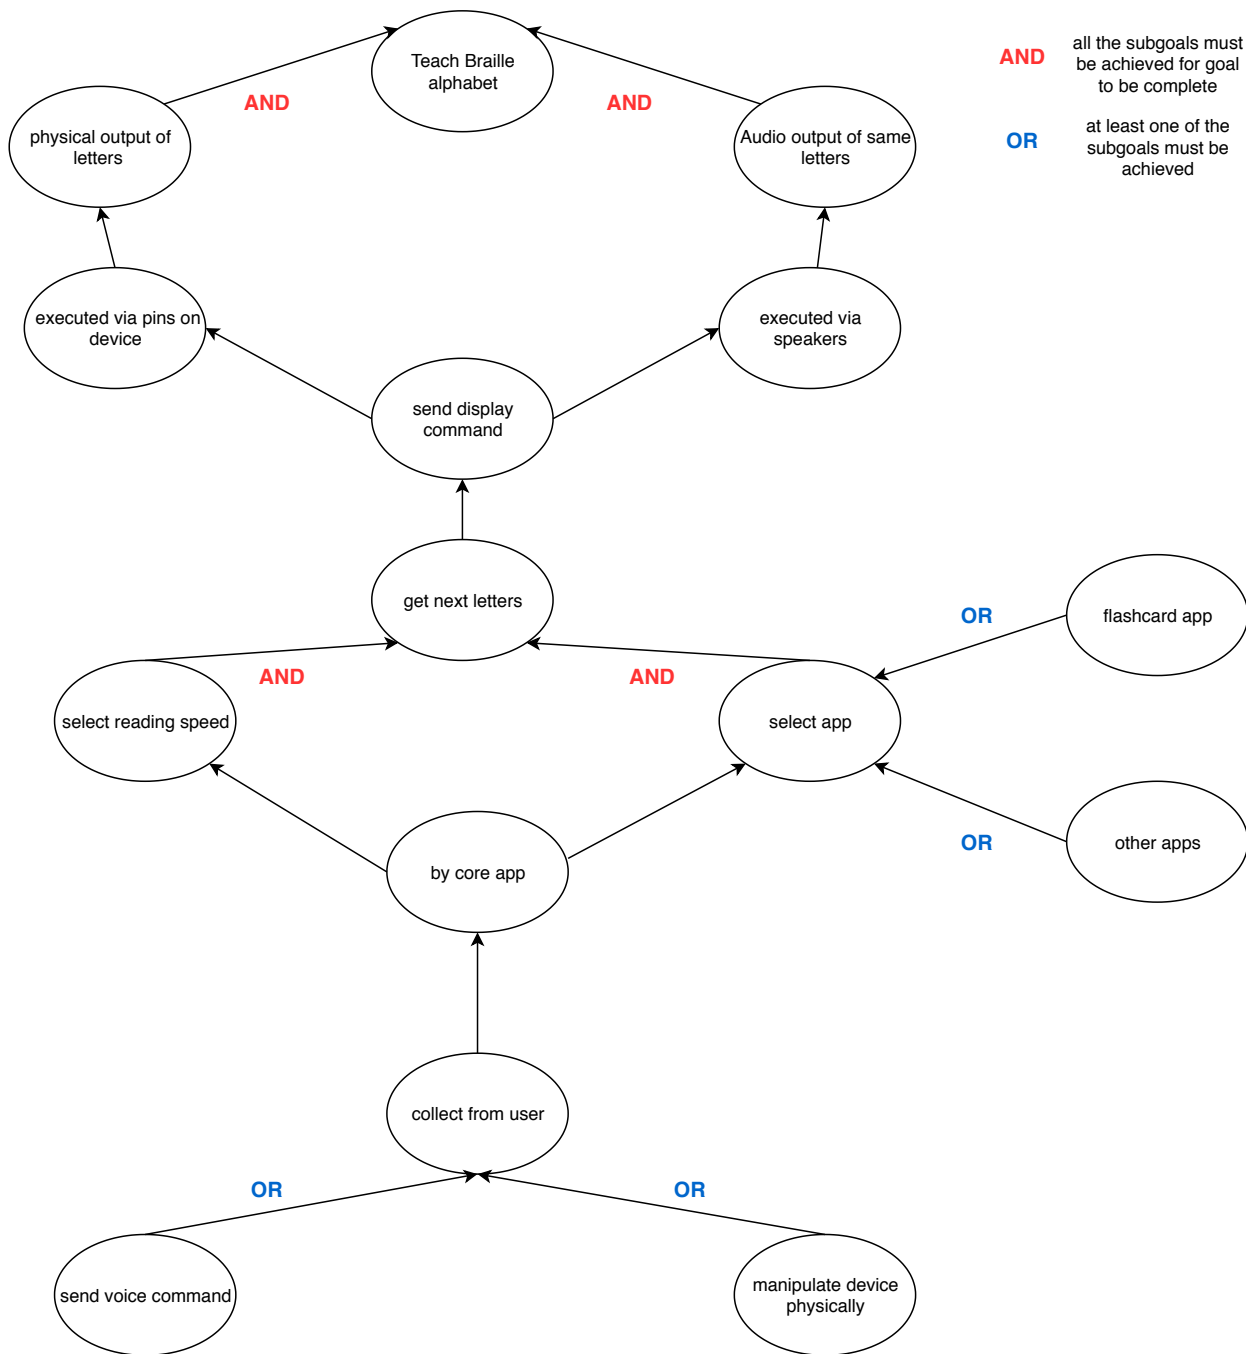 Teach Braille
alphabet
AND
all the subgoals must
be achieved for goal
to be complete
AND
AND
physical output of
letters
Audio output of same
letters
OR
at least one of the
subgoals must be
achieved
executed via pins on
device
executed via
speakers
send display
command
get next letters
OR
flashcard app
AND
AND
select reading speed
select app
OR
other apps
by core app
collect from user
OR
OR
send voice command
manipulate device
physically